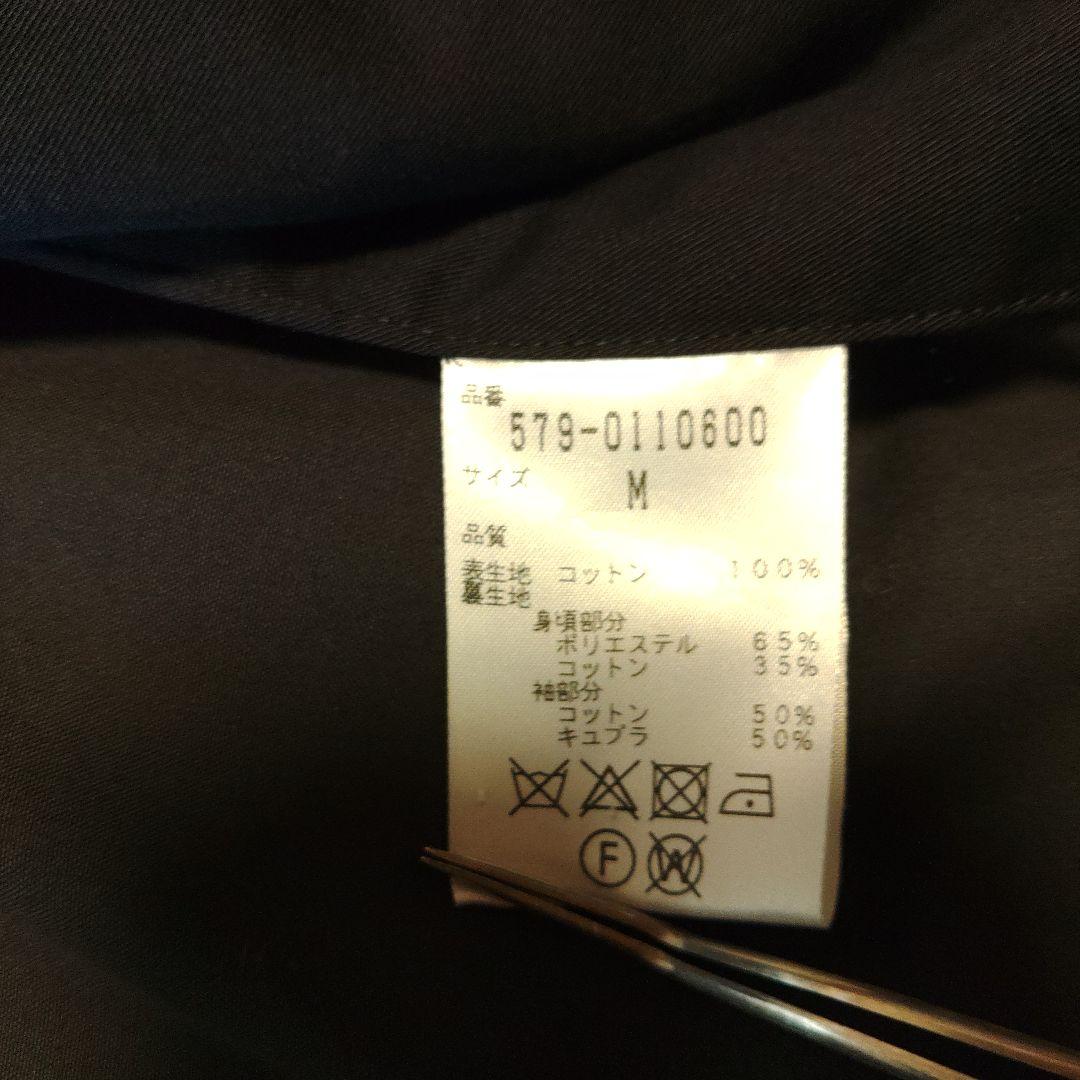 品番
579-0110600
サイズ M
品質
表生地 コットン 100%
裏生地
身頃部分
ポリエステル 65%
コットン 35%
袖部分
コットン 50%
キュプラ 50%
F W